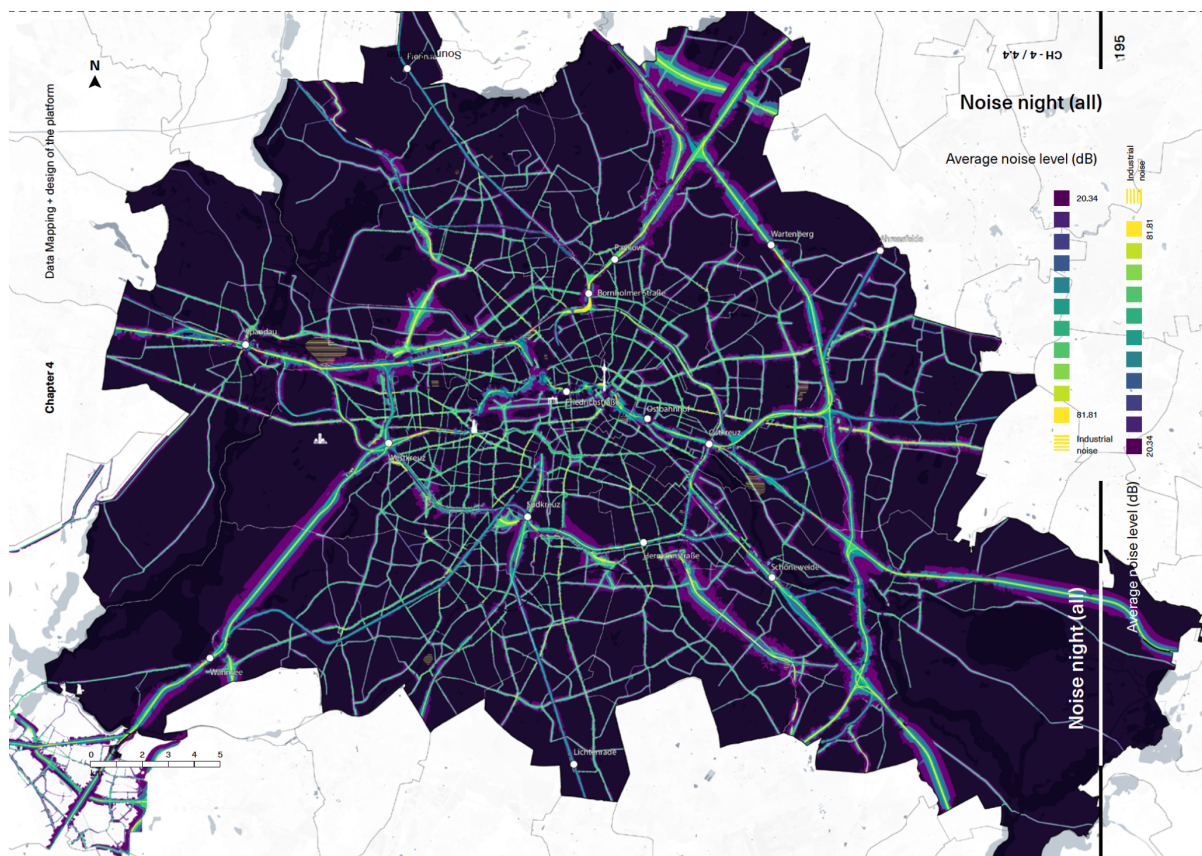 195
CH - 4 / 4.4
N
Data Mapping + design of the platform
Chapter 4
Noise night (all)
Average noise level (dB)
20.34
81.81
Industrial noise
Industrial
noise
81.81
20.34
Average noise level (dB)
Noise night (all)
Wartenberg
Ahrensfelde
Pankow
Bornholmer Straße
Spandau
Friedrichstraße
Ostbahnhof
Ostkreuz
Westkreuz
Südkreuz
Hermannstraße
Schöneweide
Wannsee
Lichtenrade
0 1 2 3 4 5
km